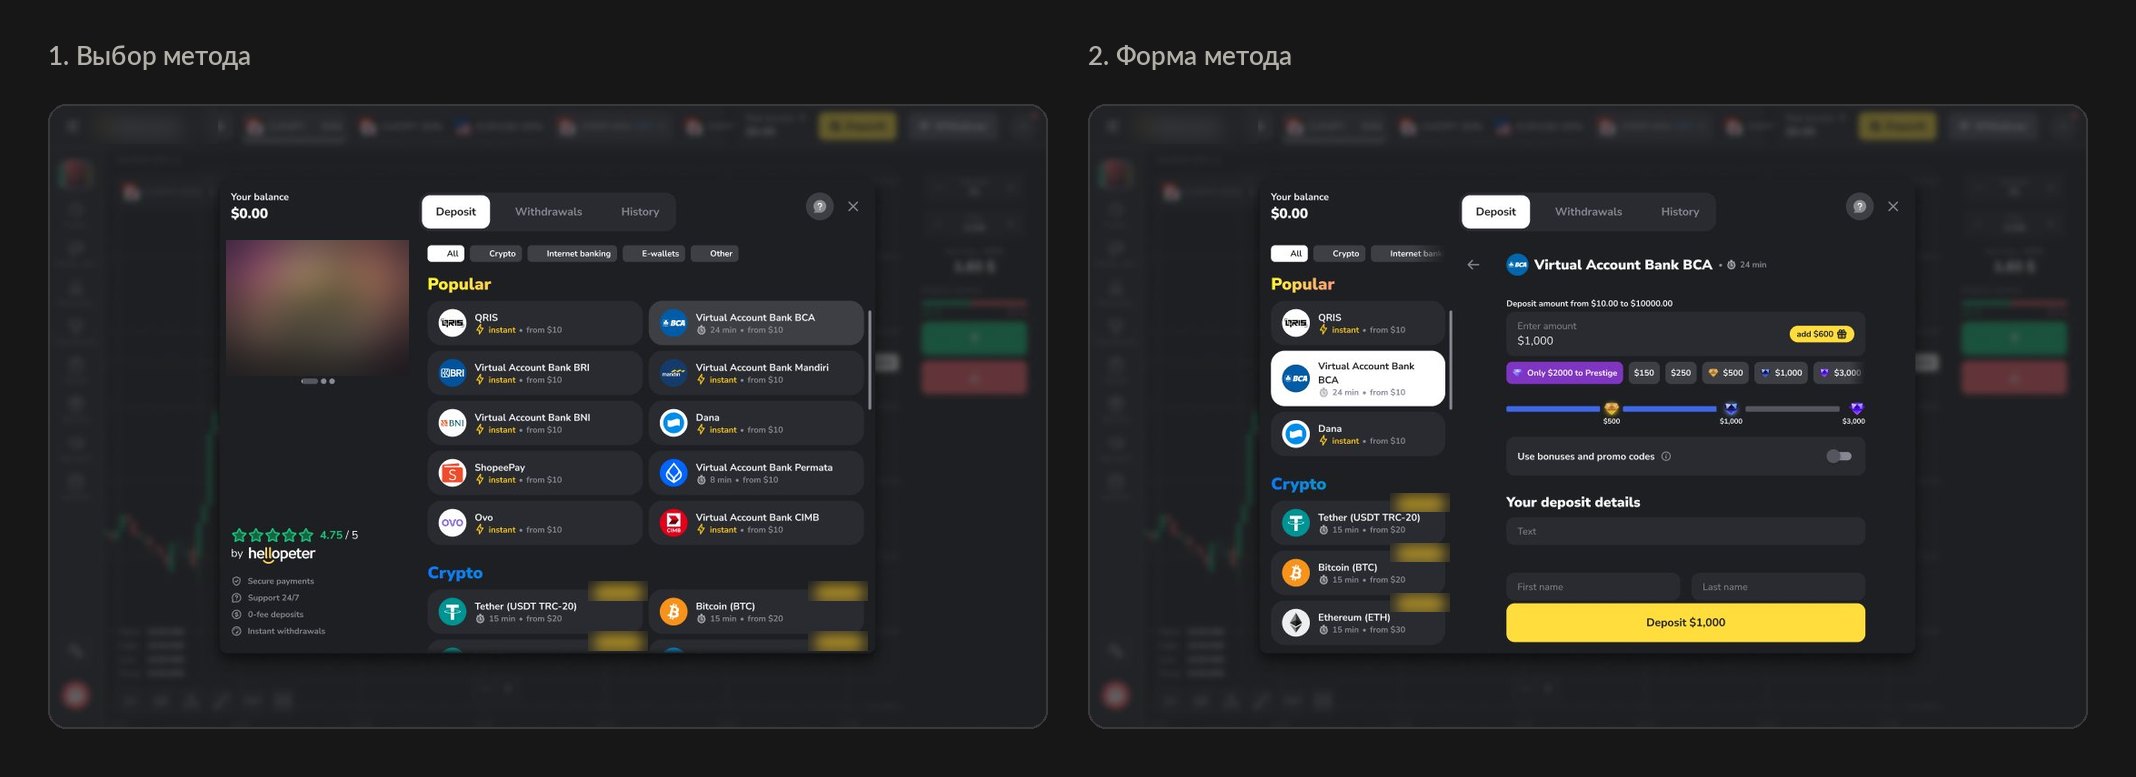 1. Выбор метода
Your balance
$0.00
Deposit
Withdrawals
History
All
Crypto
Internet banking
E-wallets
Other
Popular
QRIS
instant • from $10
Virtual Account Bank BCA
24 min • from $10
Virtual Account Bank BRI
instant • from $10
Virtual Account Bank Mandiri
instant • from $10
Virtual Account Bank BNI
instant • from $10
Dana
instant • from $10
ShopeePay
instant • from $10
Virtual Account Bank Permata
8 min • from $10
Ovo
instant • from $10
Virtual Account Bank CIMB
instant • from $10
Crypto
Tether (USDT TRC-20)
15 min • from $20
Bitcoin (BTC)
15 min • from $20
4.75 / 5
by hellopeter
Secure payments
Support 24/7
0-fee deposits
Instant withdrawals
2. Форма метода
Your balance
$0.00
Deposit
Withdrawals
History
All
Crypto
Internet bank
Popular
QRIS
instant • from $10
Virtual Account Bank
BCA
24 min • from $10
Dana
instant • from $10
Crypto
Tether (USDT TRC-20)
15 min • from $20
Bitcoin (BTC)
15 min • from $20
Ethereum (ETH)
15 min • from $30
BCA Virtual Account Bank BCA • 24 min
Deposit amount from $10.00 to $10000.00
Enter amount
$1,000
add $600
Only $2000 to Prestige
$150
$250
$500
$1,000
$3,000
$500
$1,000
$3,000
Use bonuses and promo codes
Your deposit details
Text
First name
Last name
Deposit $1,000